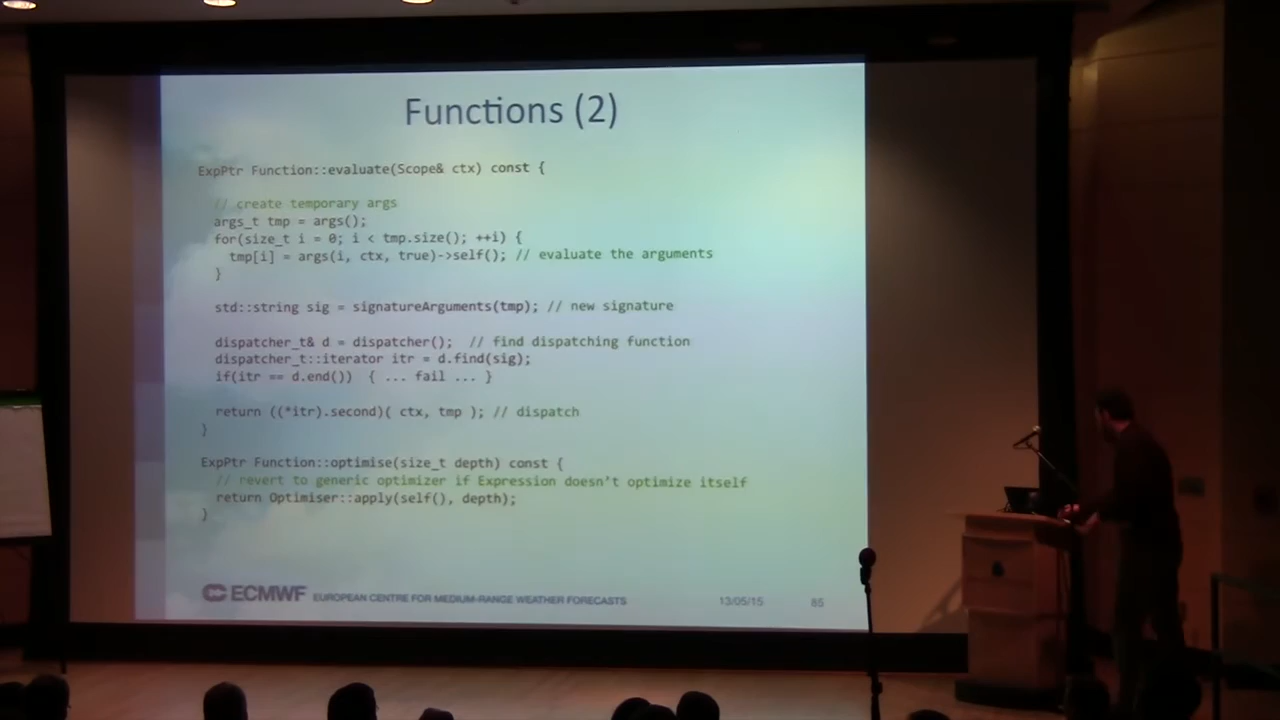 Functions (2)
ExpPtr Function::evaluate(Scope& ctx) const {
// create temporary args
args_t tmp = args();
for(size_t i = 0; i < tmp.size(); ++i) {
tmp[i] = args(i, ctx, true)->self(); // evaluate the arguments
}
std::string sig = signatureArguments(tmp); // new signature
dispatcher_t& d = dispatcher(); // find dispatching function
dispatcher_t::iterator itr = d.find(sig);
if(itr == d.end()) { ... fail ... }
return ((*itr).second)( ctx, tmp ); // dispatch
}
ExpPtr Function::optimise(size_t depth) const {
// revert to generic optimizer if Expression doesn't optimize itself
return Optimiser::apply(self(), depth);
}
ECMWF EUROPEAN CENTRE FOR MEDIUM-RANGE WEATHER FORECASTS 13/05/15 85